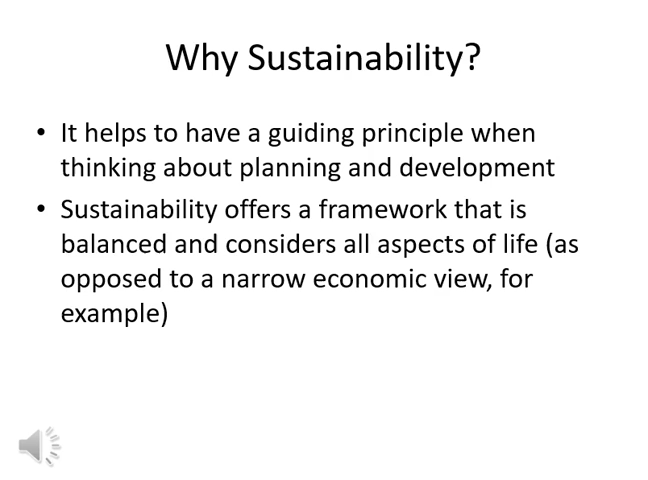 Why Sustainability?
• It helps to have a guiding principle when
thinking about planning and development
• Sustainability offers a framework that is
balanced and considers all aspects of life (as
opposed to a narrow economic view, for
example)